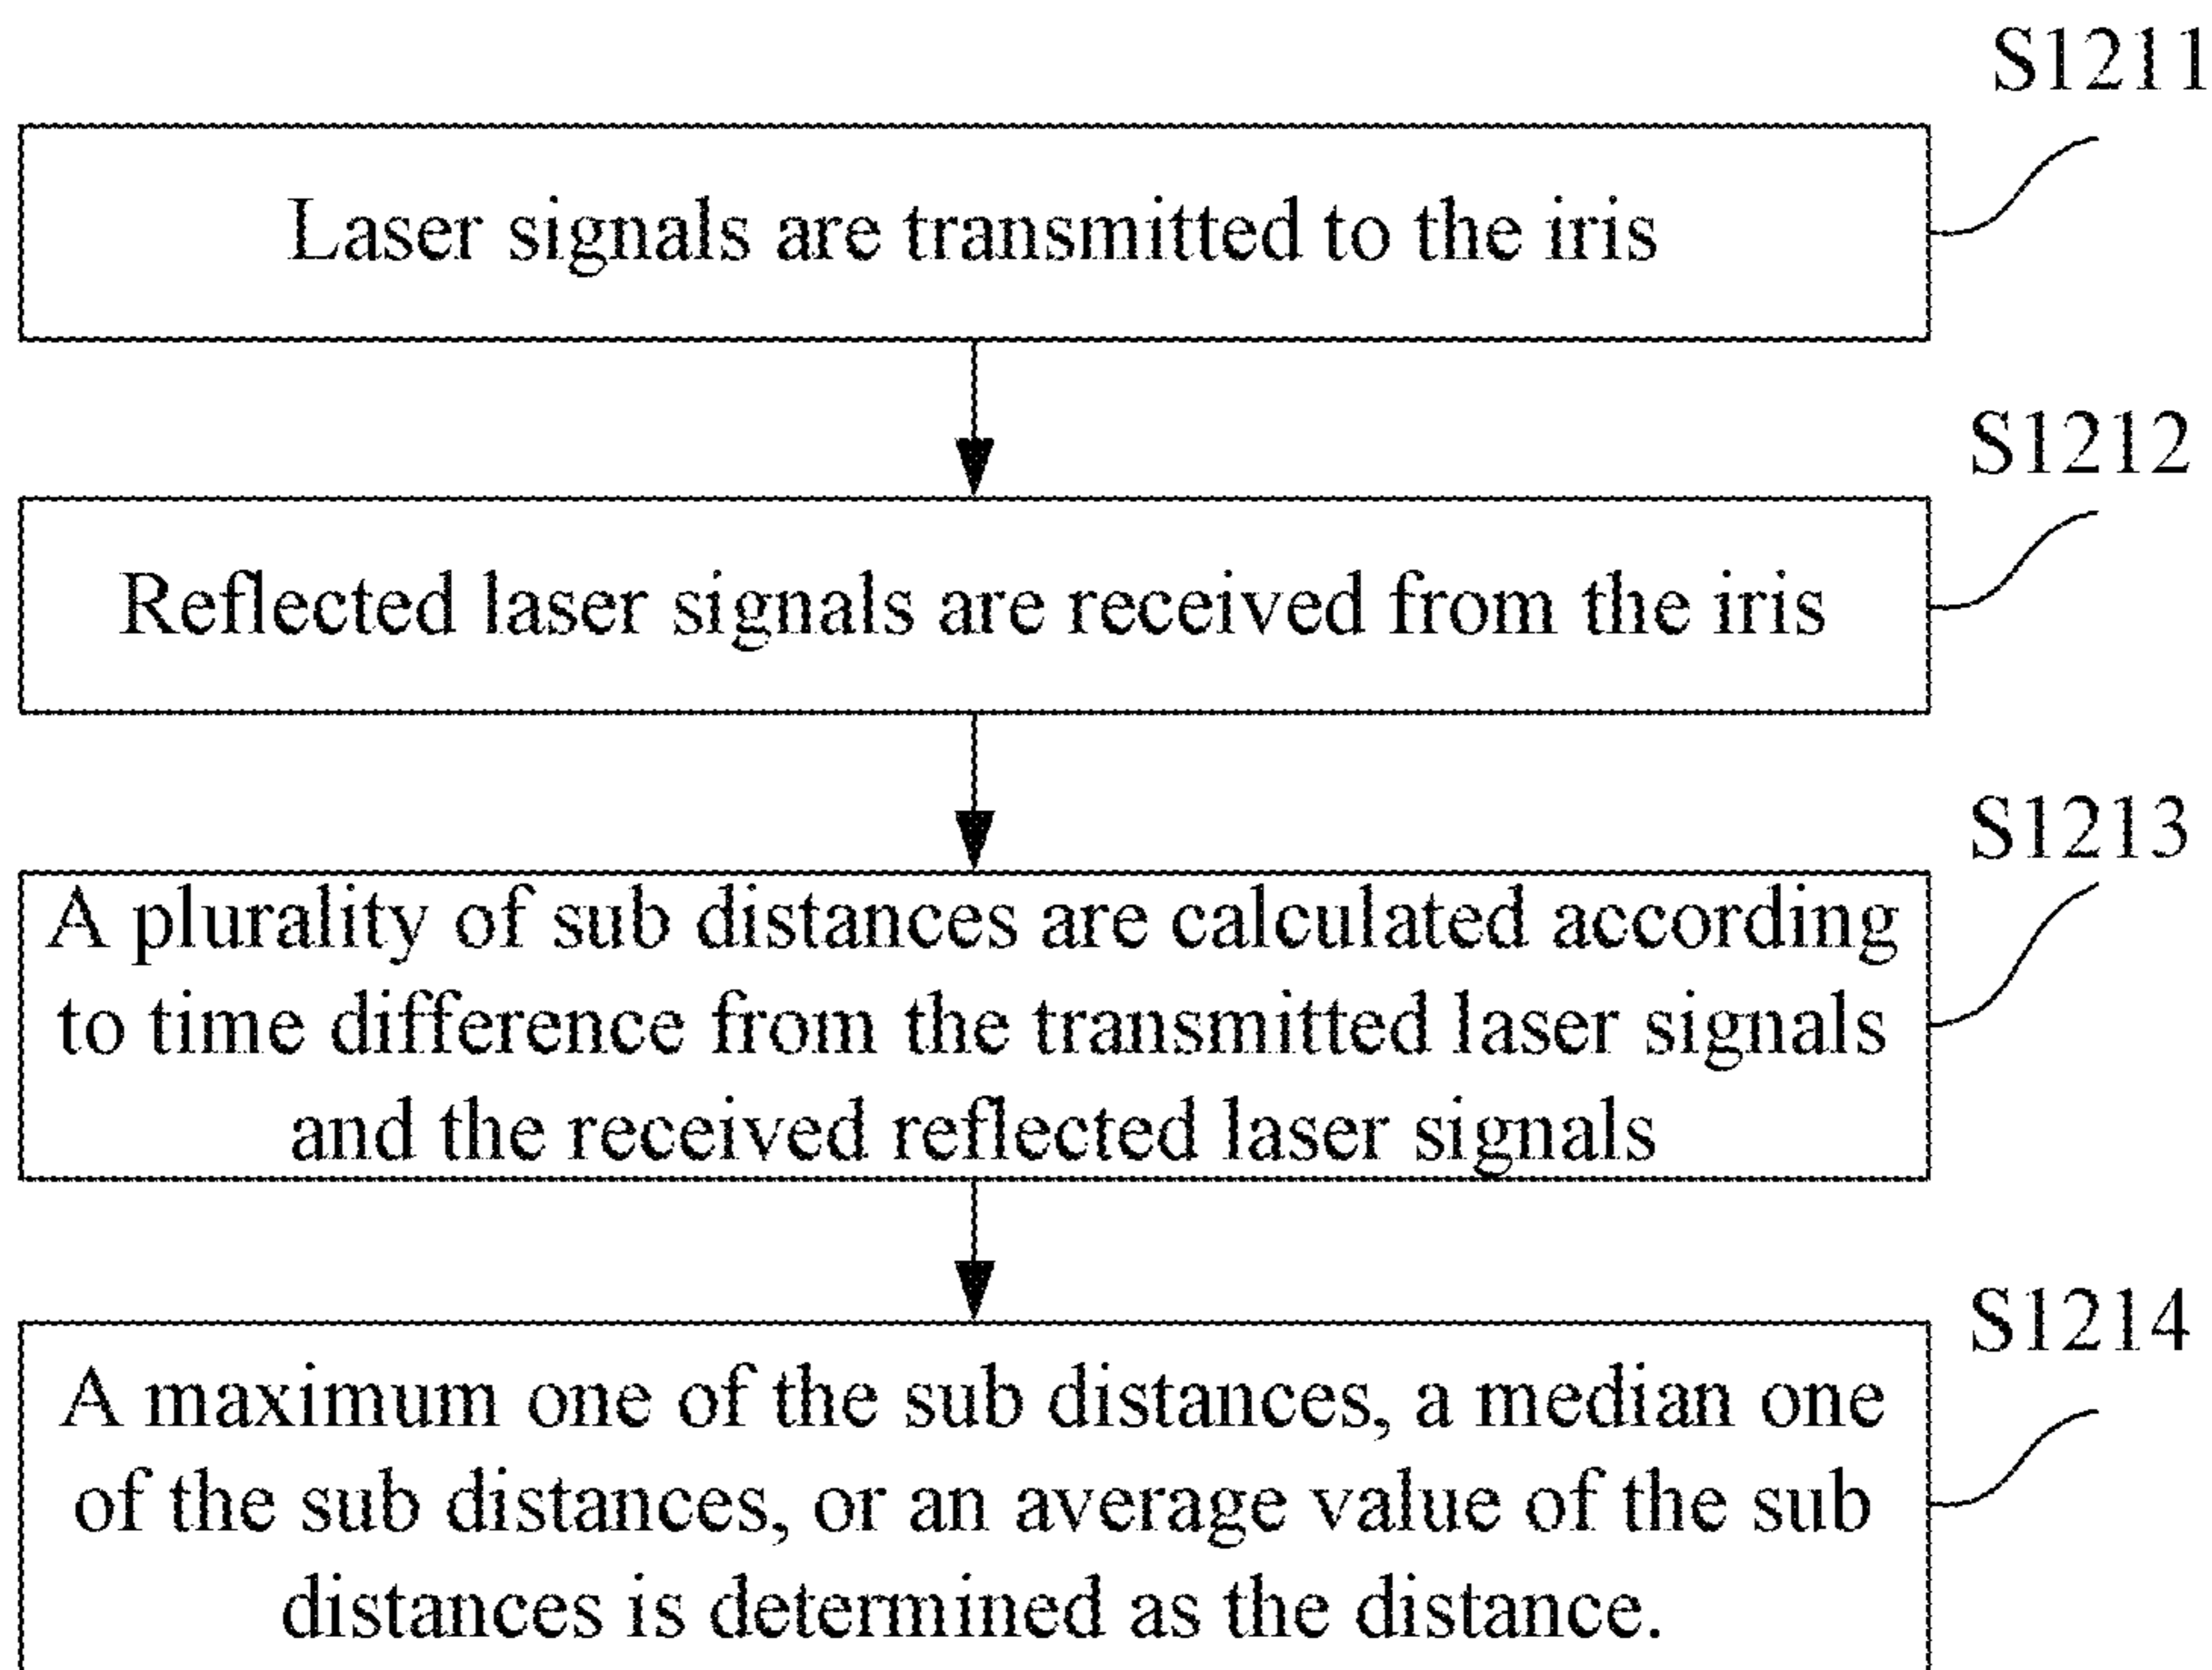 S1211
Laser signals are transmitted to the iris
S1212
Reflected laser signals are received from the iris
S1213
A plurality of sub distances are calculated according
to time difference from the transmitted laser signals
and the received reflected laser signals
S1214
A maximum one of the sub distances, a median one
of the sub distances, or an average value of the sub
distances is determined as the distance.